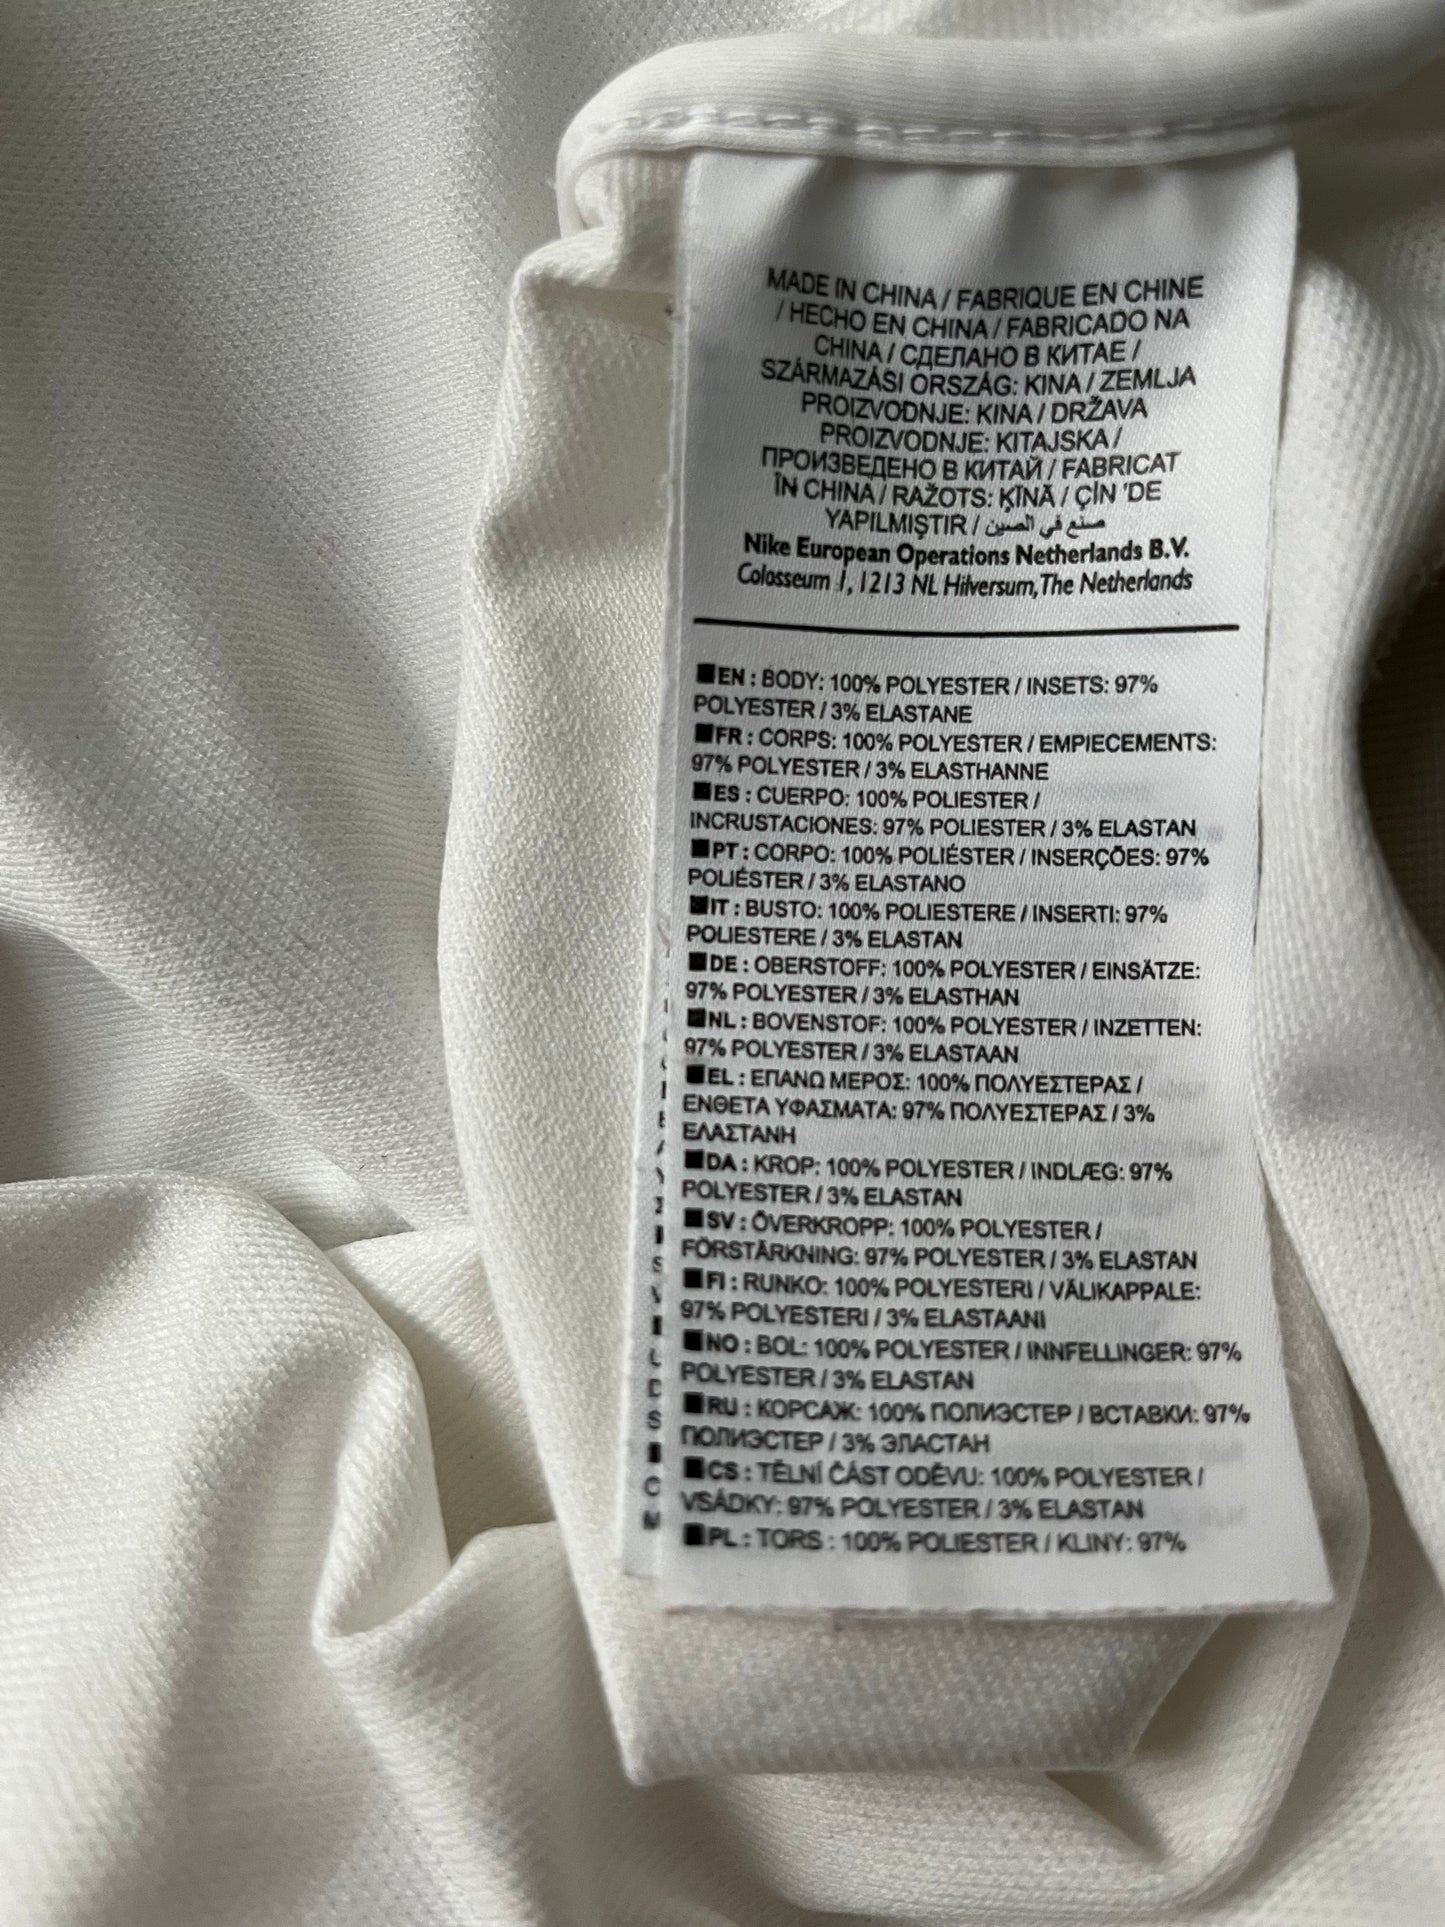 MADE IN CHINA / FABRIQUE EN CHINE
/ HECHO EN CHINA / FABRICADO NA
CHINA / СДЕЛАНО В КИТАЕ /
SZÁRMAZÁSI ORSZÁG: KINA / ZEMLJA
PROIZVODNJE: KINA / DRŽAVA
PROIZVODNJE: KITAJSKA /
ПРОИЗВЕДЕНО В КИТАЙ / FABRICAT
ÎN CHINA / RAŽOTS: ĶĪNĀ / ÇİN 'DE
YAPILMIŞTIR / صنع في الصين
Nike European Operations Netherlands B.V.
Colosseum 1, 1213 NL Hilversum, The Netherlands
■EN : BODY: 100% POLYESTER / INSETS: 97%
POLYESTER / 3% ELASTANE
■FR : CORPS: 100% POLYESTER / EMPIECEMENTS:
97% POLYESTER / 3% ELASTHANNE
■ES : CUERPO: 100% POLIESTER /
INCRUSTACIONES: 97% POLIESTER / 3% ELASTAN
■PT : CORPO: 100% POLIÉSTER / INSERÇÕES: 97%
POLIÉSTER / 3% ELASTANO
■IT : BUSTO: 100% POLIESTERE / INSERTI: 97%
POLIESTERE / 3% ELASTAN
■DE : OBERSTOFF: 100% POLYESTER / EINSÄTZE:
97% POLYESTER / 3% ELASTHAN
■NL : BOVENSTOF: 100% POLYESTER / INZETTEN:
97% POLYESTER / 3% ELASTAAN
■EL : ΕΠΑΝΩ ΜΕΡΟΣ: 100% ΠΟΛΥΕΣΤΕΡΑΣ /
ΕΝΘΕΤΑ ΥΦΑΣΜΑΤΑ: 97% ΠΟΛΥΕΣΤΕΡΑΣ / 3%
ΕΛΑΣΤΑΝΗ
■DA : KROP: 100% POLYESTER / INDLÆG: 97%
POLYESTER / 3% ELASTAN
■SV : ÖVERKROPP: 100% POLYESTER /
FÖRSTÄRKNING: 97% POLYESTER / 3% ELASTAN
■FI : RUNKO: 100% POLYESTERI / VÄLIKAPPALE:
97% POLYESTERI / 3% ELASTAANI
■NO : BOL: 100% POLYESTER / INNFELLINGER: 97%
POLYESTER / 3% ELASTAN
■RU : КОРСАЖ: 100% ПОЛИЭСТЕР / ВСТАВКИ: 97%
ПОЛИЭСТЕР / 3% ЭЛАСТАН
■CS : TĚLNÍ ČÁST ODĚVU: 100% POLYESTER /
VSÁDKY: 97% POLYESTER / 3% ELASTAN
■PL : TORS : 100% POLIESTER / KLINY: 97%